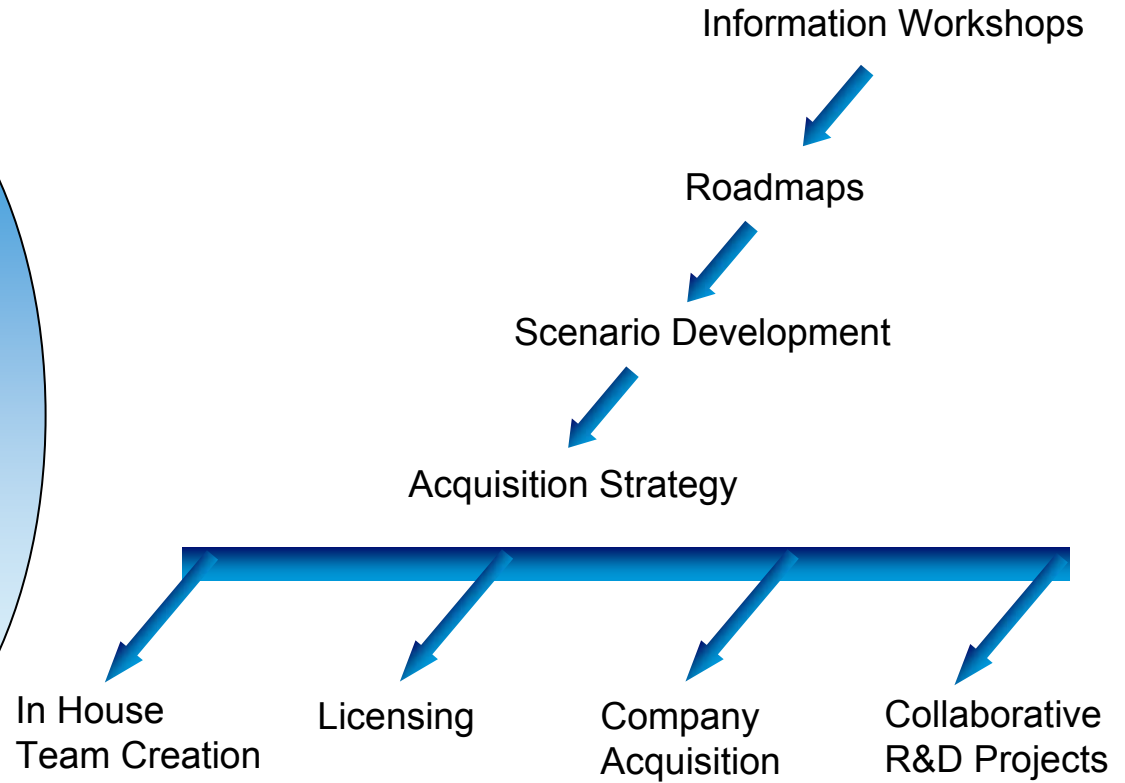 Information Workshops
Roadmaps
Scenario Development
Acquisition Strategy
In House
Team Creation
Licensing
Company
Acquisition
Collaborative
R&D Projects